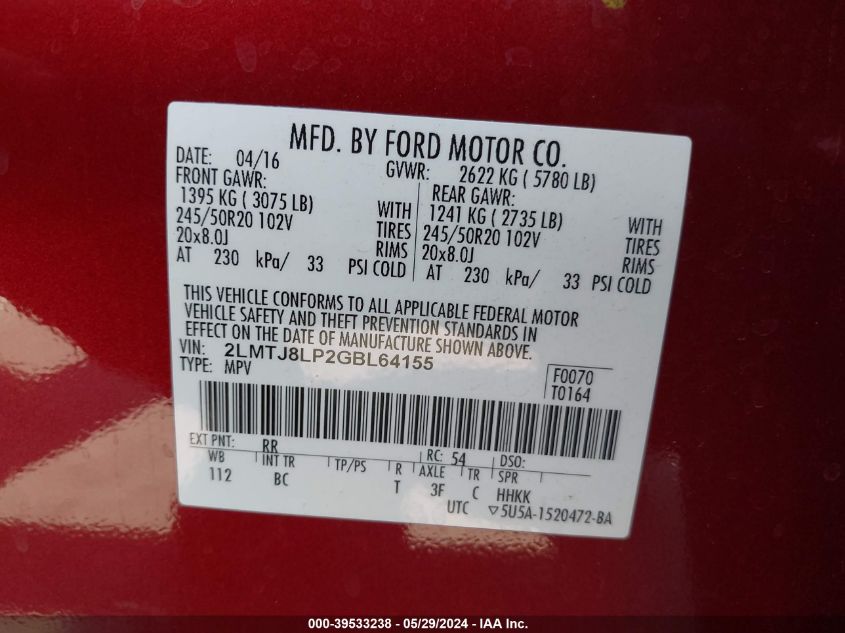 MFD. BY FORD MOTOR CO.
DATE: 04/16 GVWR: 2622 KG ( 5780 LB)
FRONT GAWR: REAR GAWR:
1395 KG ( 3075 LB) WITH 1241 KG ( 2735 LB) WITH
245/50R20 102V TIRES 245/50R20 102V TIRES
20x8.0J RIMS 20x8.0J RIMS
AT 230 kPa/ 33 PSI COLD AT 230 kPa/ 33 PSI COLD
THIS VEHICLE CONFORMS TO ALL APPLICABLE FEDERAL MOTOR
VEHICLE SAFETY AND THEFT PREVENTION STANDARDS IN
EFFECT ON THE DATE OF MANUFACTURE SHOWN ABOVE.
VIN: 2LMTJ8LP2GBL64155
TYPE: MPV
F0070
T0164
EXT PNT: RR RC: 54 DSO:
WB INT TR TP/PS R AXLE TR SPR
112 BC T 3F C HHKK
UTC ▽5U5A-1520472-BA
000-39533238 - 05/29/2024 - IAA, Inc.